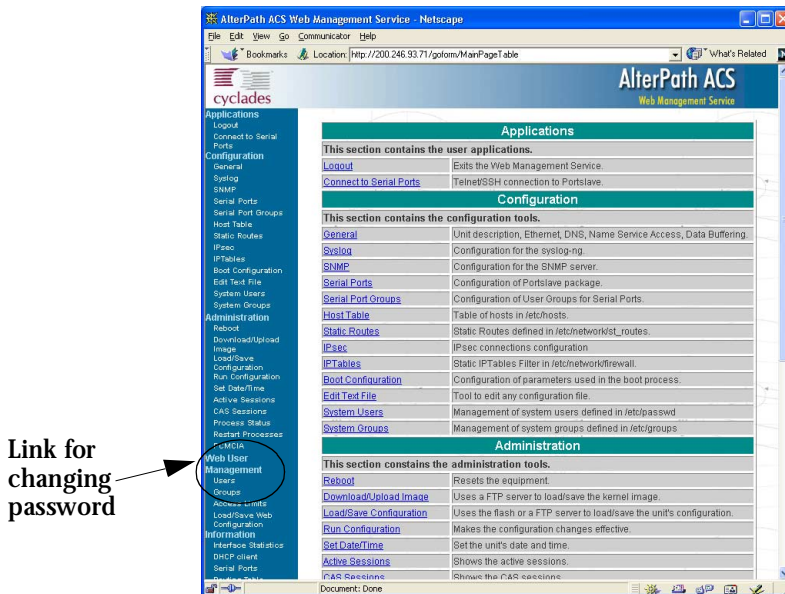 AlterPath ACS Web Management Service - Netscape
File Edit View Go Communicator Help
Bookmarks Location: http://200.246.93.71/goform/MainPageTable What's Related
cyclades
AlterPath ACS
Web Management Service
Applications
Logout
Connect to Serial
Ports
Configuration
General
Syslog
SNMP
Serial Ports
Serial Port Groups
Host Table
Static Routes
IPsec
IPTables
Boot Configuration
Edit Text File
System Users
System Groups
Administration
Reboot
Download/Upload
Image
Load/Save
Configuration
Run Configuration
Set Date/Time
Active Sessions
CAS Sessions
Process Status
Restart Processes
PCMCIA
Web User
Management
Users
Groups
Access Limits
Load/Save Web
Configuration
Information
Interface Statistics
DHCP client
Serial Ports
Routing Table
Link for
changing
password
Applications
This section contains the user applications.
Logout Exits the Web Management Service.
Connect to Serial Ports Telnet/SSH connection to Portslave.
Configuration
This section contains the configuration tools.
General Unit description, Ethernet, DNS, Name Service Access, Data Buffering.
Syslog Configuration for the syslog-ng.
SNMP Configuration for the SNMP server.
Serial Ports Configuration of Portslave package.
Serial Port Groups Configuration of User Groups for Serial Ports.
Host Table Table of hosts in /etc/hosts.
Static Routes Static Routes defined in /etc/network/st_routes.
IPsec IPsec connections configuration
IPTables Static IPTables Filter in /etc/network/firewall.
Boot Configuration Configuration of parameters used in the boot process.
Edit Text File Tool to edit any configuration file.
System Users Management of system users defined in /etc/passwd
System Groups Management of system groups defined in /etc/groups
Administration
This section constains the administration tools.
Reboot Resets the equipment.
Download/Upload Image Uses a FTP server to load/save the kernel image.
Load/Save Configuration Uses the flash or a FTP server to load/save the unit's configuration.
Run Configuration Makes the configuration changes effective.
Set Date/Time Set the unit's date and time.
Active Sessions Shows the active sessions.
CAS Sessions Shows the CAS sessions.
Document: Done